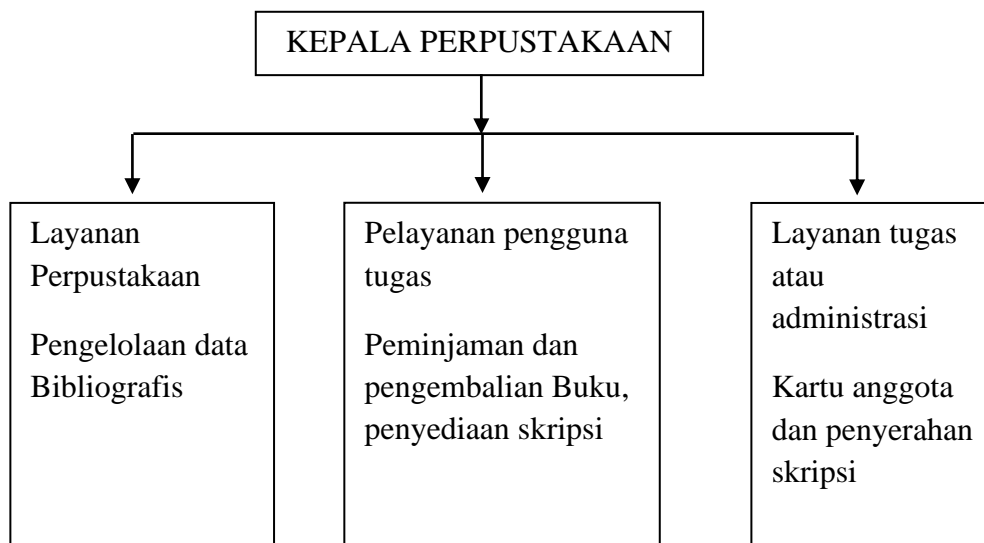 KEPALA PERPUSTAKAAN
Layanan
Perpustakaan
Pengelolaan data
Bibliografis
Pelayanan pengguna
tugas
Peminjaman dan
pengembalian Buku,
penyediaan skripsi
Layanan tugas
atau
administrasi
Kartu anggota
dan penyerahan
skripsi